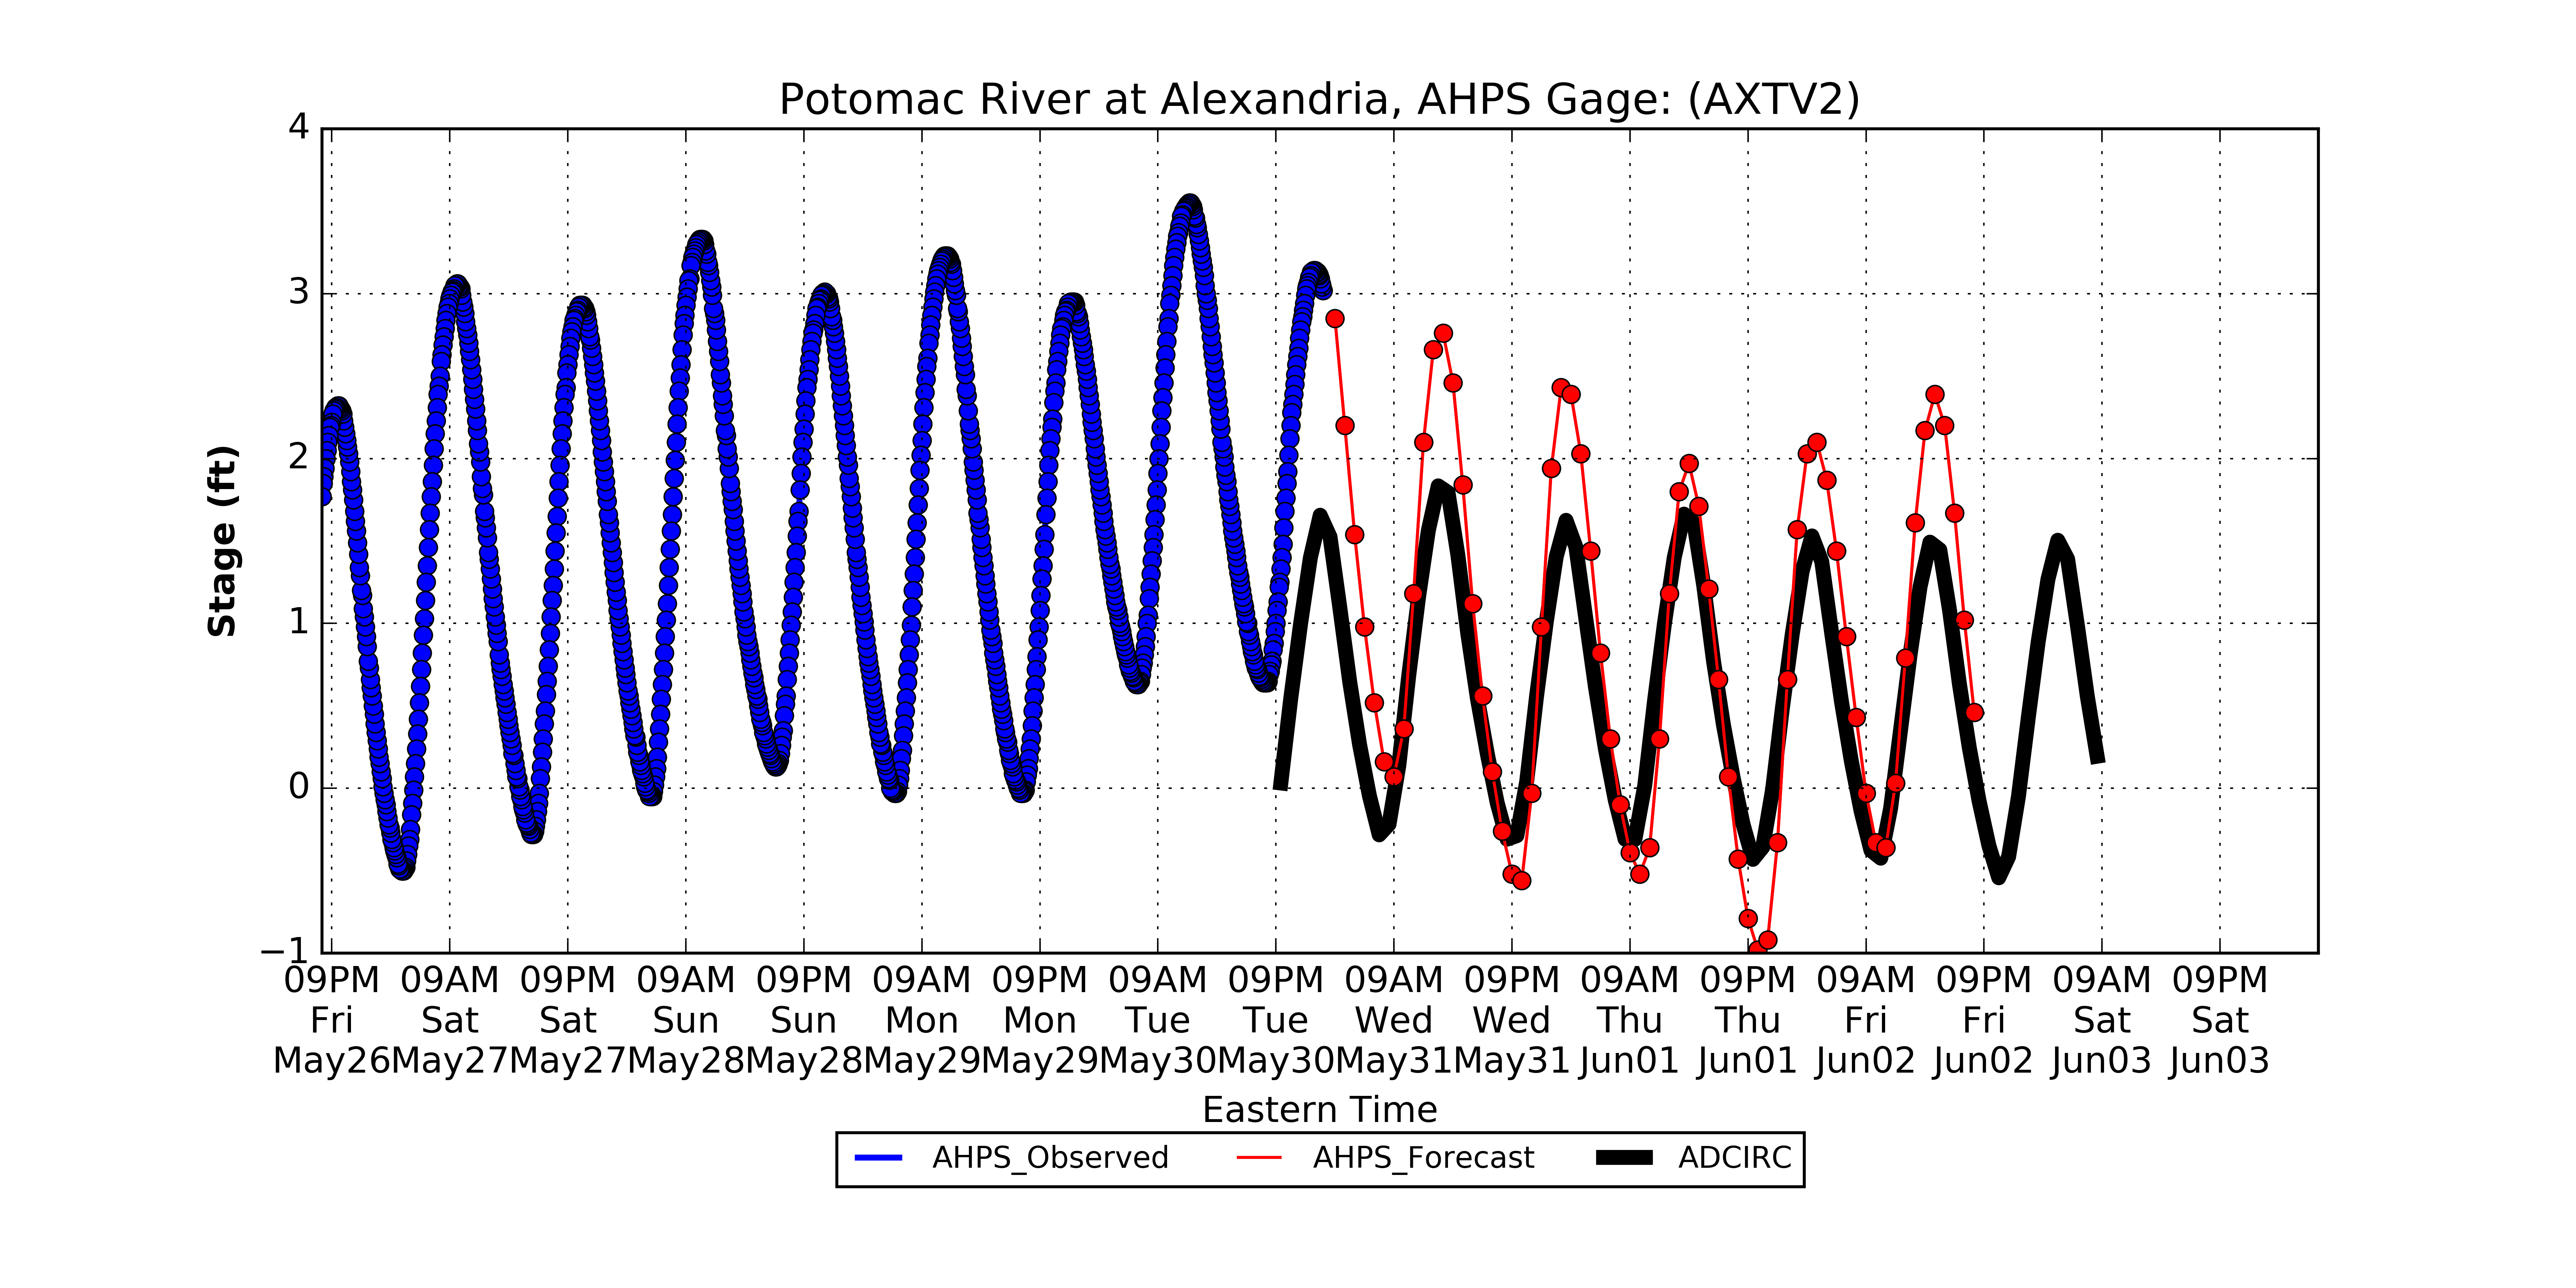 Potomac River at Alexandria, AHPS Gage: (AXTV2)
4
3
2
1
0
−1
Stage (ft)
09PM 09AM 09PM 09AM 09PM 09AM 09PM 09AM 09PM 09AM 09PM 09AM 09PM 09AM 09PM 09AM 09PM
Fri Sat Sat Sun Sun Mon Mon Tue Tue Wed Wed Thu Thu Fri Fri Sat Sat
May26 May27 May27 May28 May28 May29 May29 May30 May30 May31 May31 Jun01 Jun01 Jun02 Jun02 Jun03 Jun03
Eastern Time
AHPS_Observed AHPS_Forecast ADCIRC